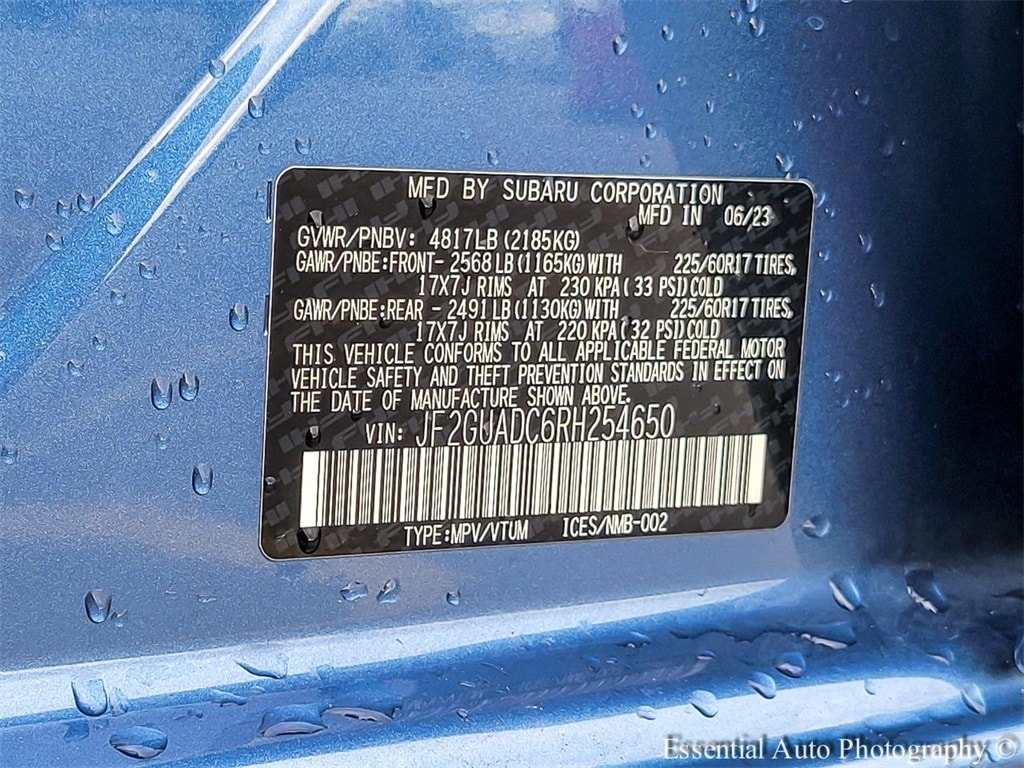 MFD BY SUBARU CORPORATION
MFD IN 06/23
GVWR/PNBV: 4817LB (2185KG)
GAWR/PNBE:FRONT- 2568 LB (1165KG) WITH 225/60R17 TIRES,
17X7J RIMS AT 230 KPA (33 PSI) COLD
GAWR/PNBE:REAR - 2491 LB (1130KG) WITH 225/60R17 TIRES,
17X7J RIMS AT 220 KPA (32 PSI) COLD
THIS VEHICLE CONFORMS TO ALL APPLICABLE FEDERAL MOTOR
VEHICLE SAFETY AND THEFT PREVENTION STANDARDS IN EFFECT ON
THE DATE OF MANUFACTURE SHOWN ABOVE.
VIN: JF2GUADC6RH254650
TYPE:MPV/VTUM ICES/NMB-002
Essential Auto Photography ©